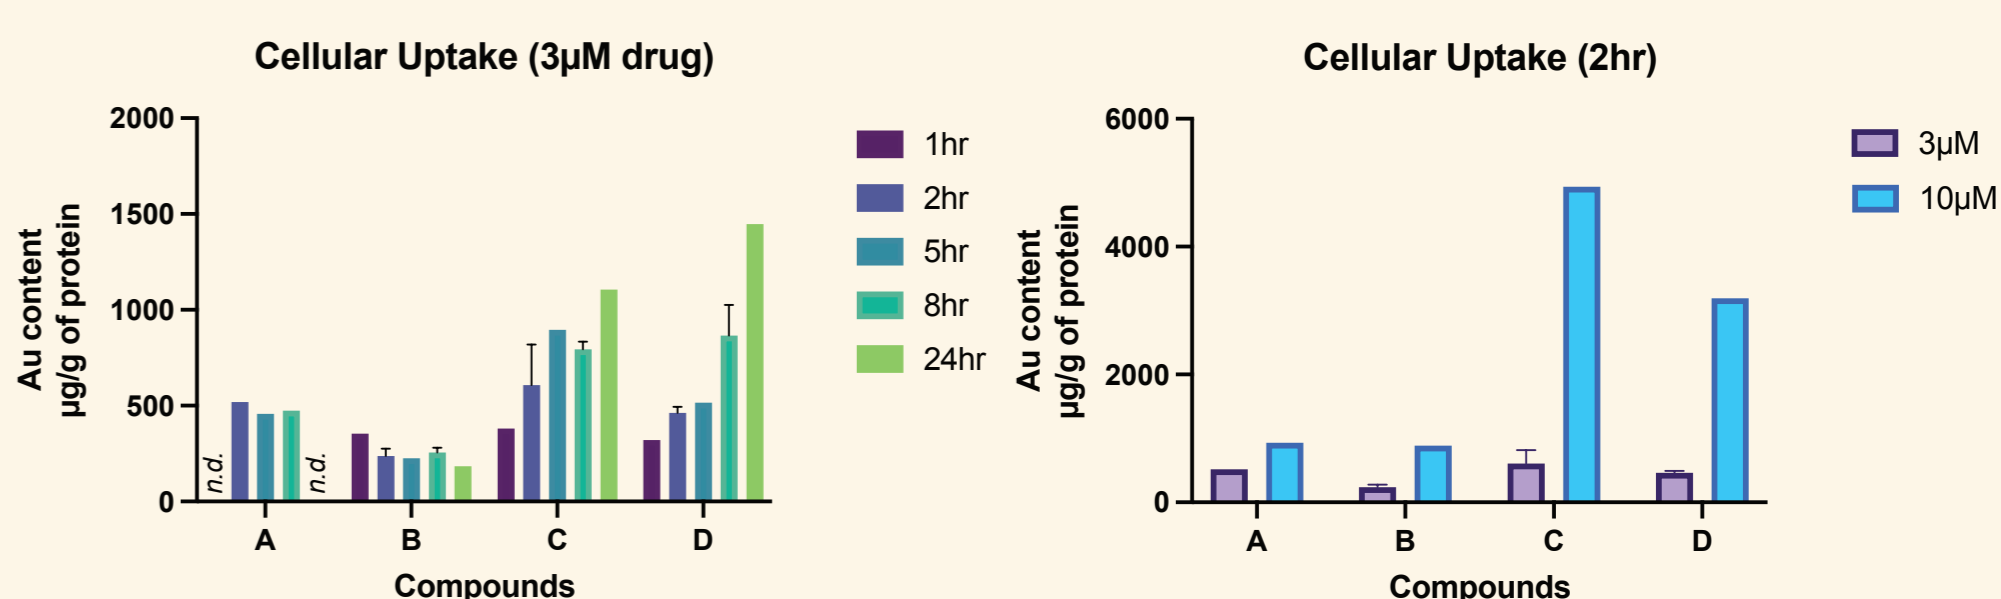 Cellular Uptake (3µM drug)
2000
1500
1000
500
0
Au content
µg/g of protein
n.d.
n.d.
A
B
C
D
Compounds
1hr
2hr
5hr
8hr
24hr
Cellular Uptake (2hr)
6000
4000
2000
0
Au content
µg/g of protein
A
B
C
D
Compounds
3µM
10µM